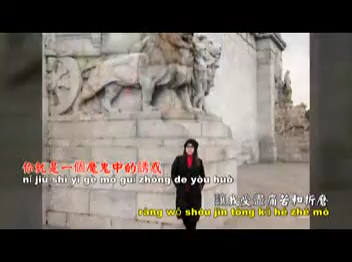 你就是一個魔鬼中的誘惑
nǐ jiù shì yí gè mó guǐ zhōng de yòu huò
讓我受盡痛苦和折磨
ràng wǒ shòu jìn tòng kǔ hé zhé mó